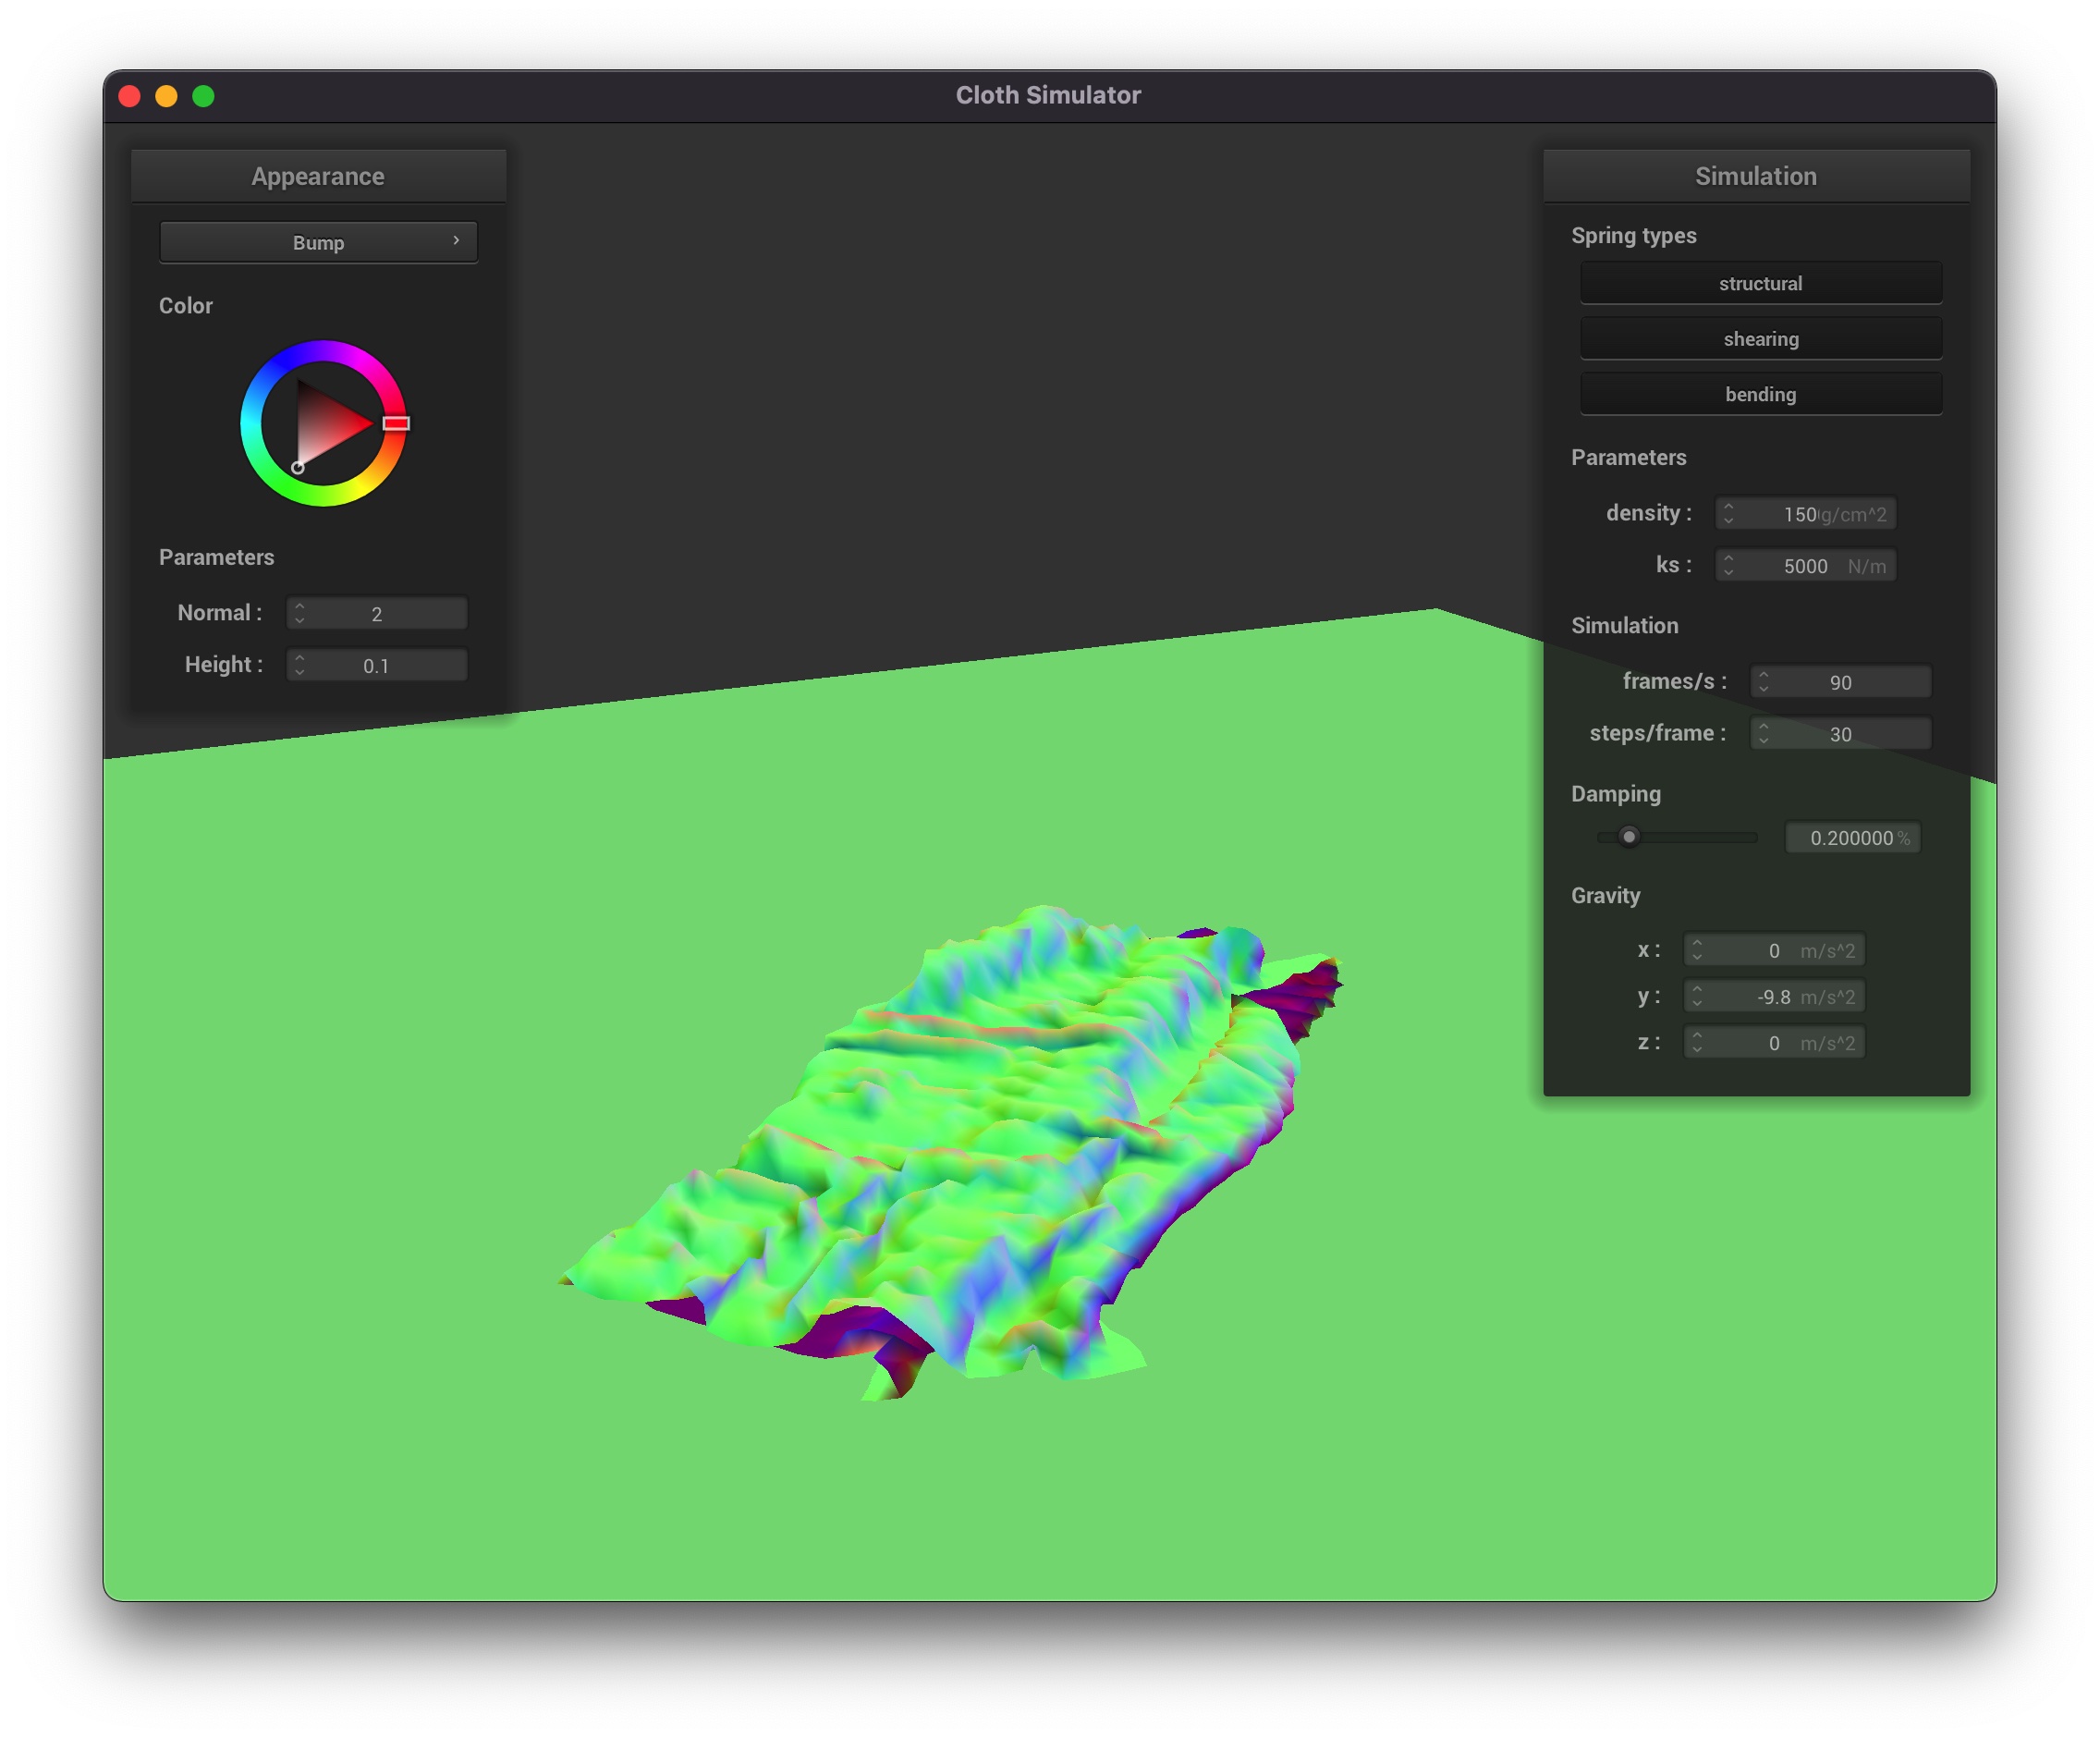 Cloth Simulator
Appearance
Bump
Color
Parameters
Normal : 2
Height : 0.1
Simulation
Spring types
structural
shearing
bending
Parameters
density : 150 g/cm^2
ks : 5000 N/m
Simulation
frames/s : 90
steps/frame : 30
Damping
0.200000 %
Gravity
x : 0 m/s^2
y : -9.8 m/s^2
z : 0 m/s^2